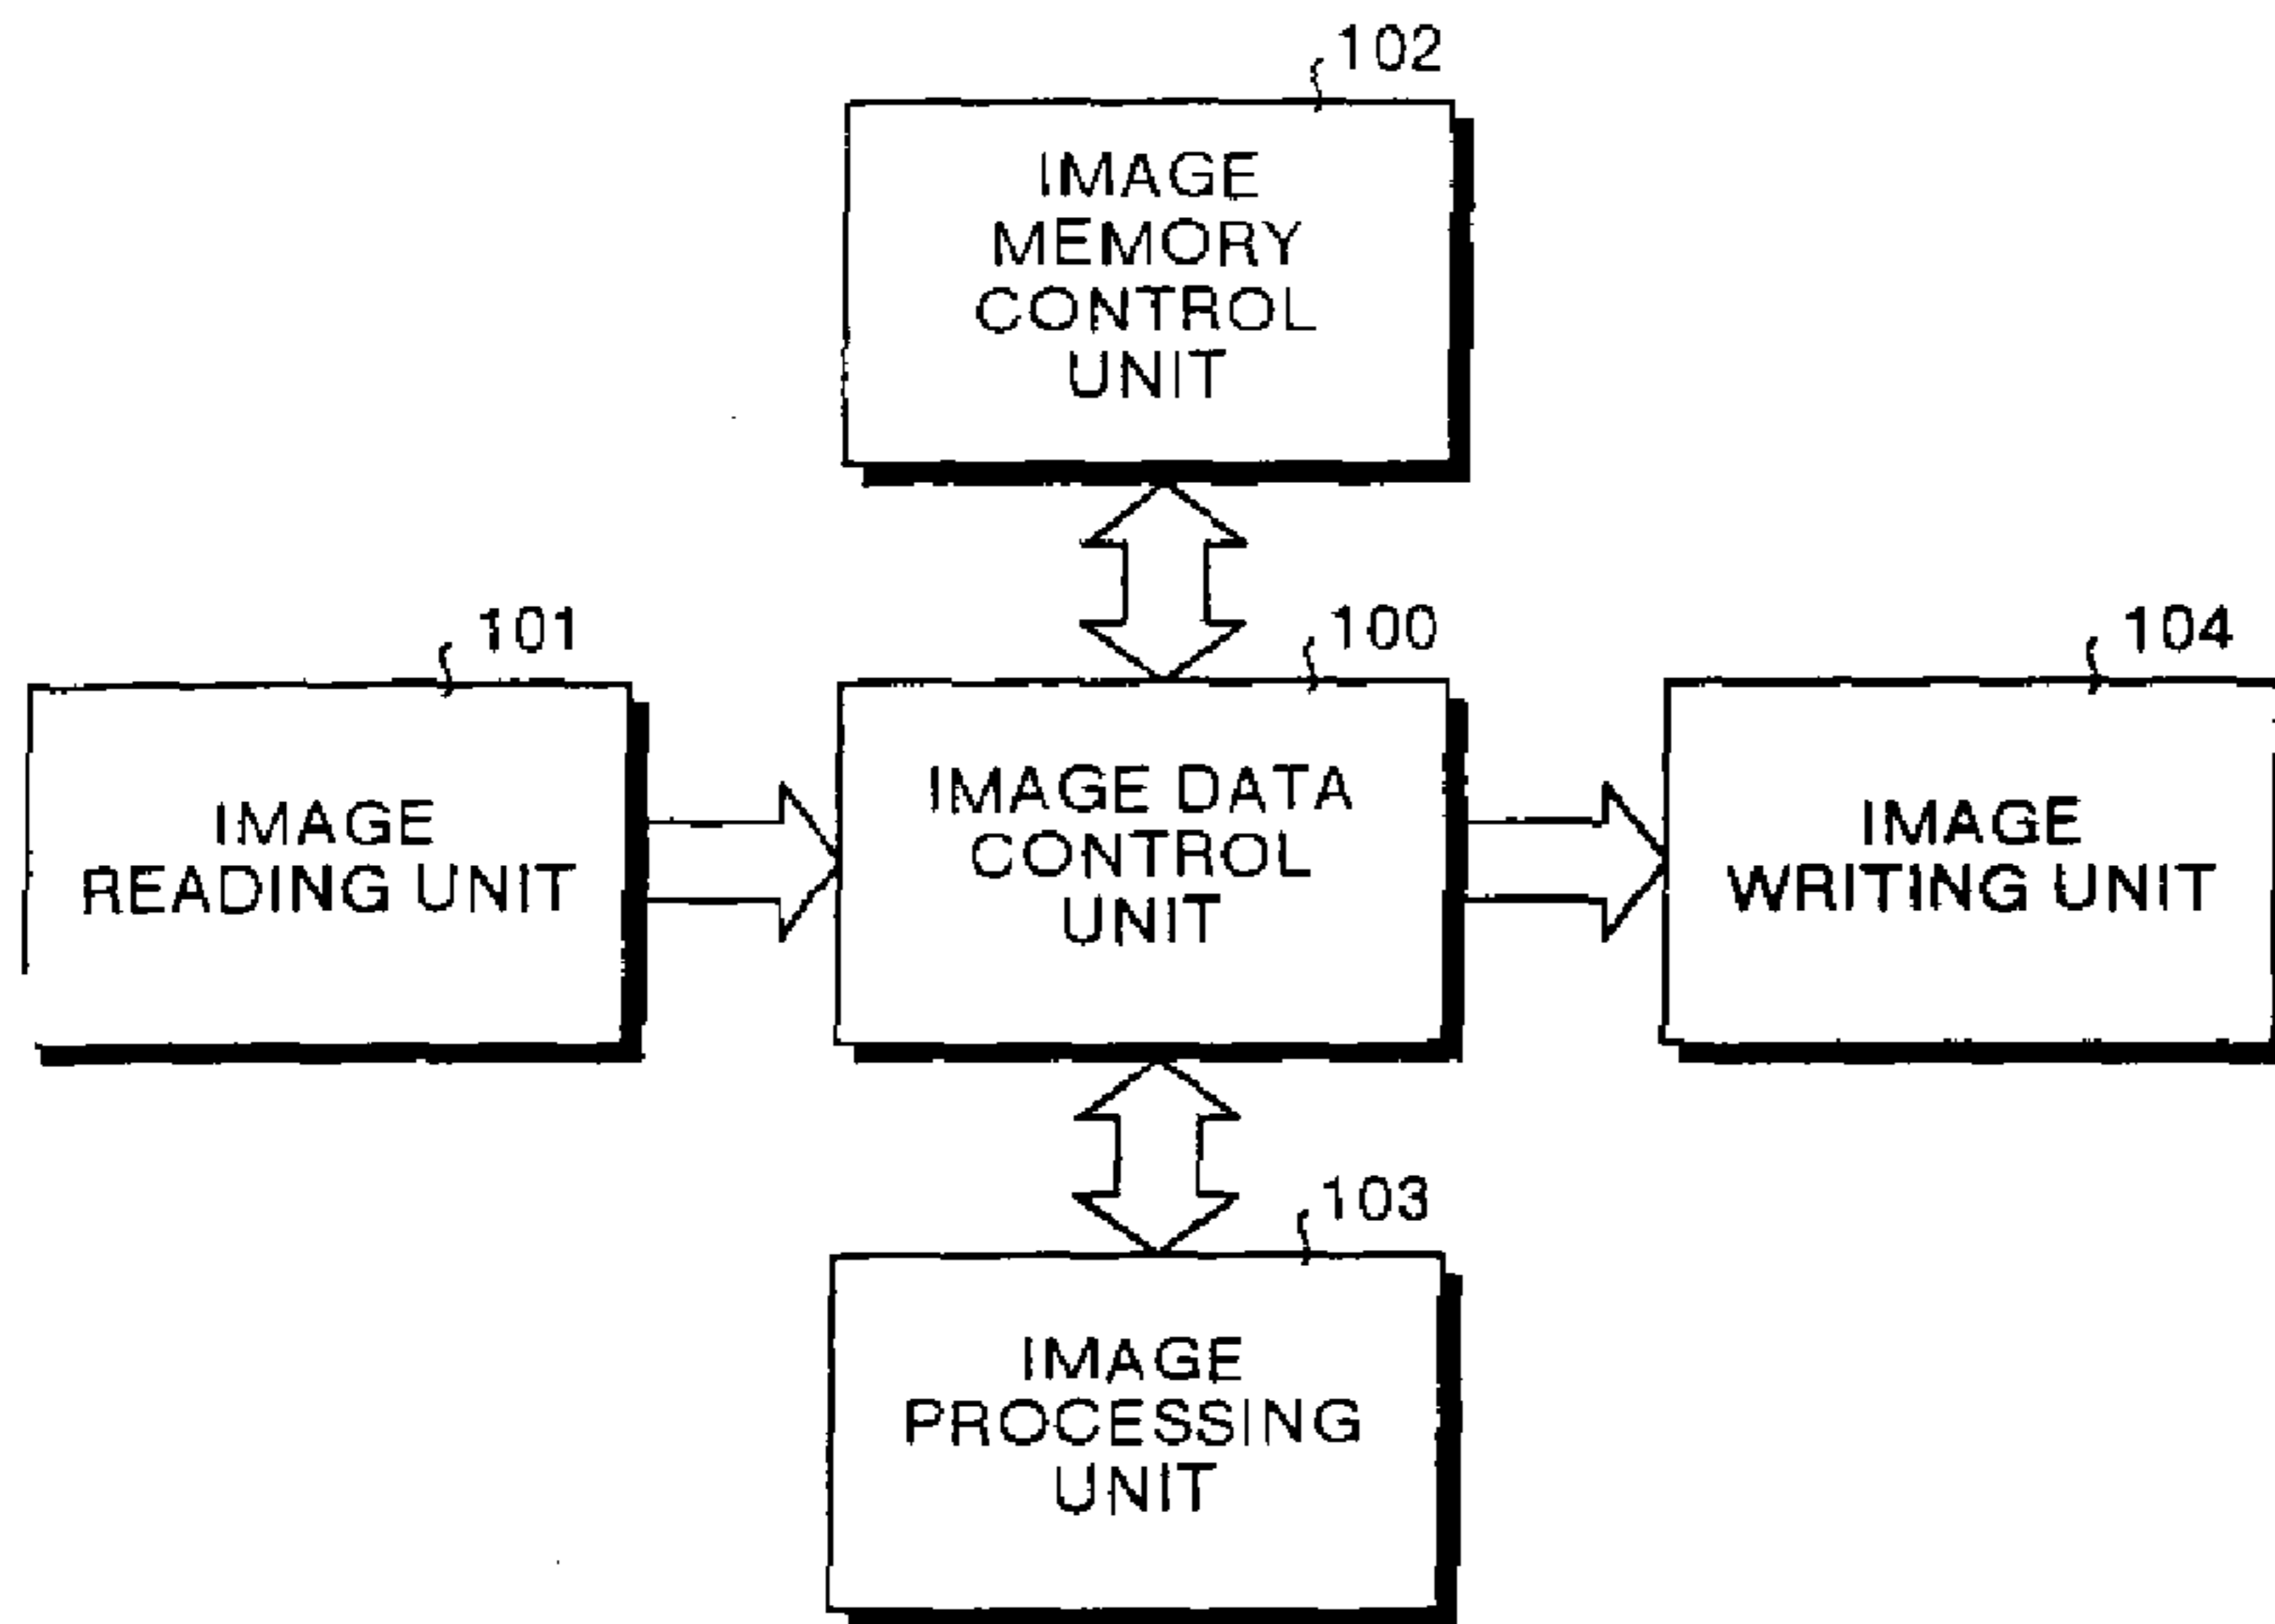 102
IMAGE
MEMORY
CONTROL
UNIT
101
IMAGE
READING UNIT
100
IMAGE DATA
CONTROL
UNIT
104
IMAGE
WRITING UNIT
103
IMAGE
PROCESSING
UNIT